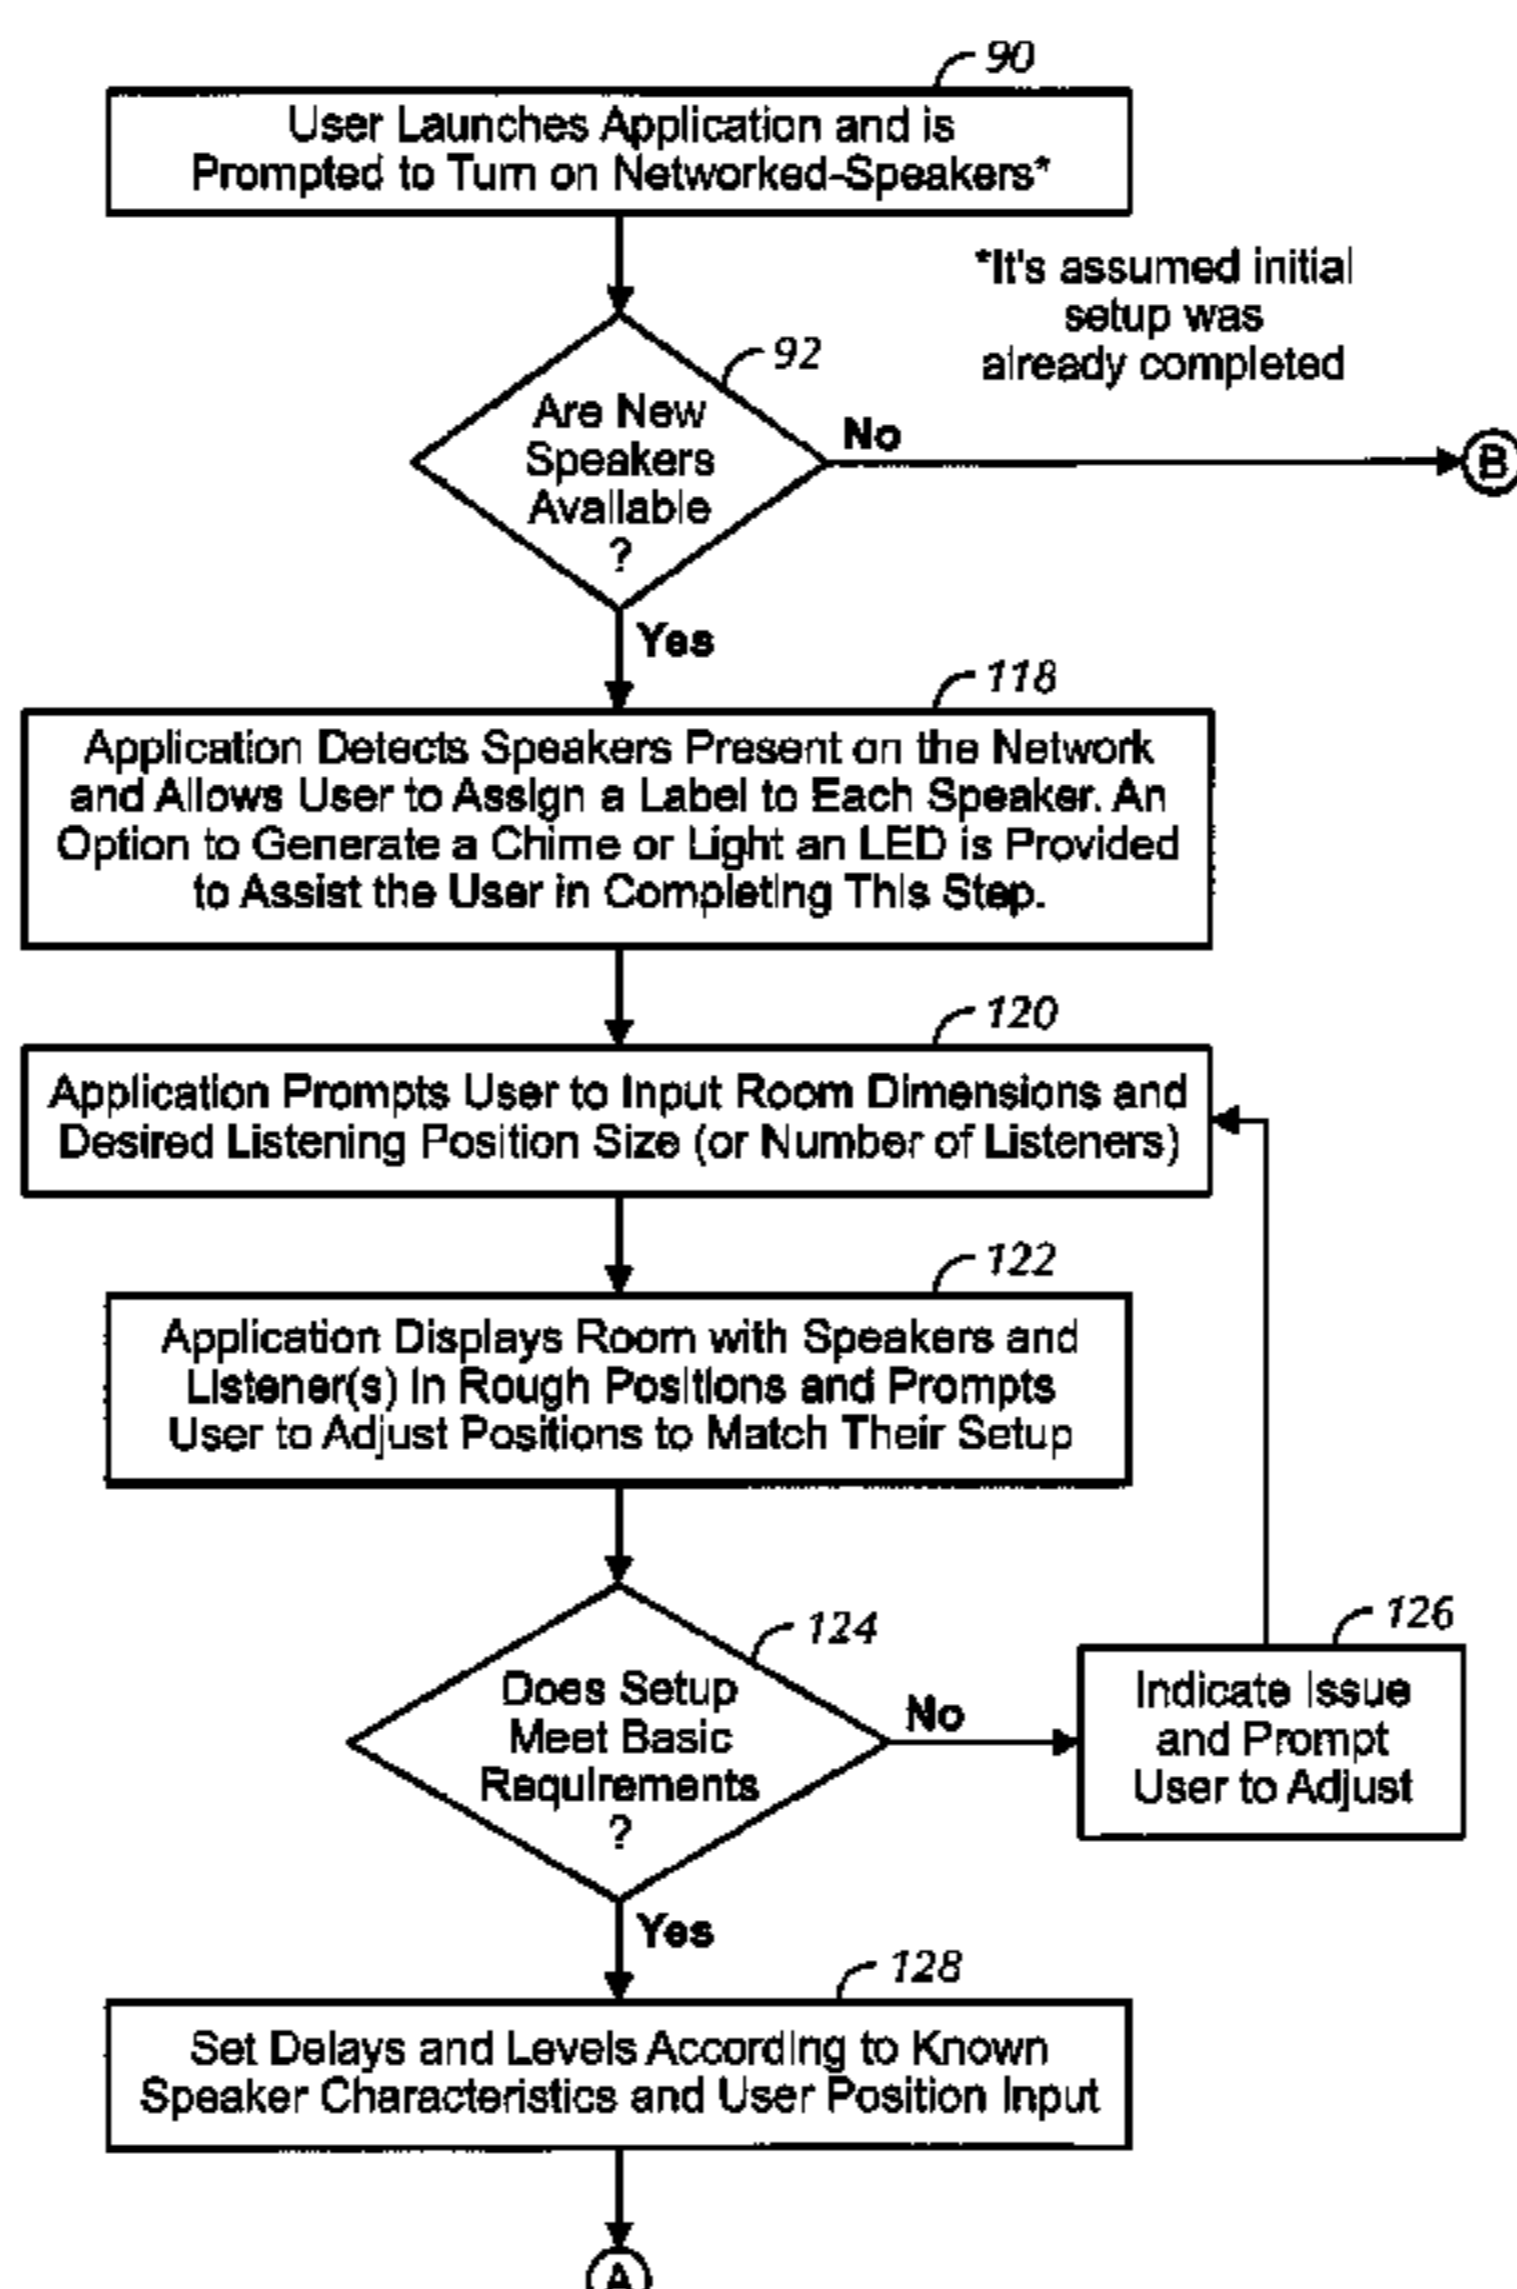 90
User Launches Application and is
Prompted to Turn on Networked-Speakers*
*It's assumed initial
setup was
already completed
92
Are New
Speakers
Available
?
No
B
Yes
118
Application Detects Speakers Present on the Network
and Allows User to Assign a Label to Each Speaker. An
Option to Generate a Chime or Light an LED is Provided
to Assist the User in Completing This Step.
120
Application Prompts User to Input Room Dimensions and
Desired Listening Position Size (or Number of Listeners)
122
Application Displays Room with Speakers and
Listener(s) in Rough Positions and Prompts
User to Adjust Positions to Match Their Setup
124
Does Setup
Meet Basic
Requirements
?
No
126
Indicate Issue
and Prompt
User to Adjust
Yes
128
Set Delays and Levels According to Known
Speaker Characteristics and User Position Input
A